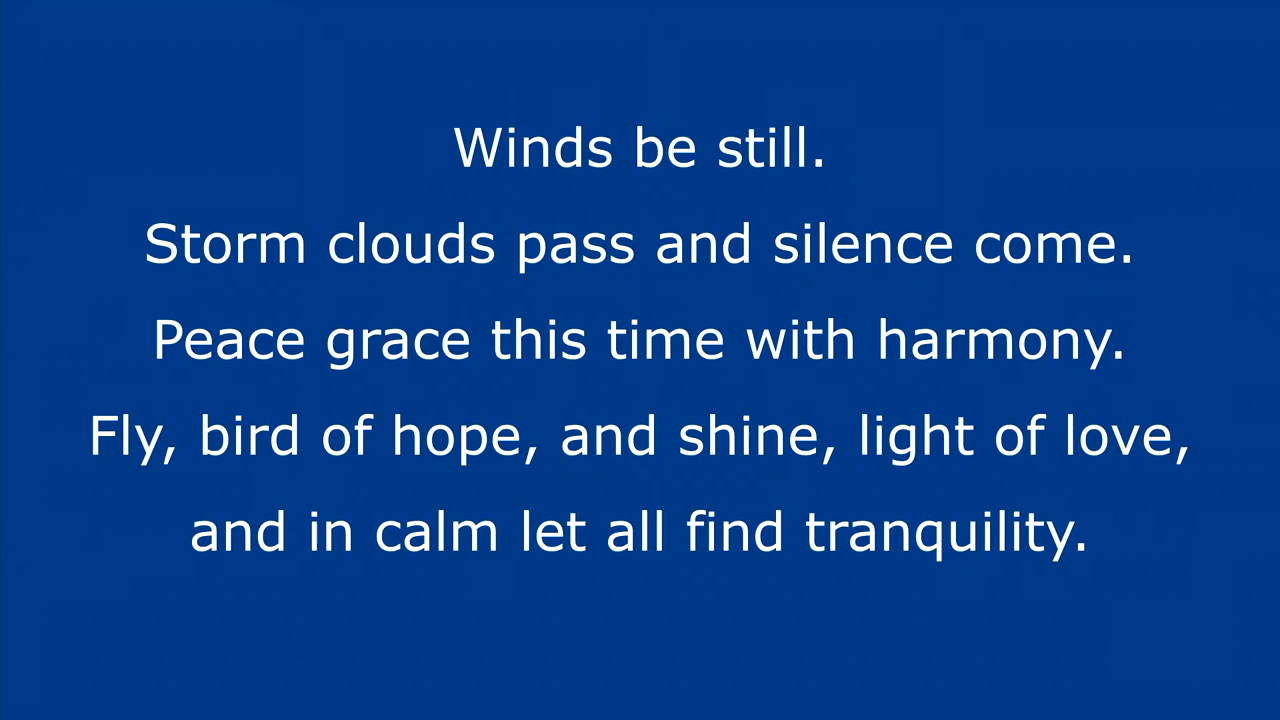 Winds be still.
Storm clouds pass and silence come.
Peace grace this time with harmony.
Fly, bird of hope, and shine, light of love,
and in calm let all find tranquility.